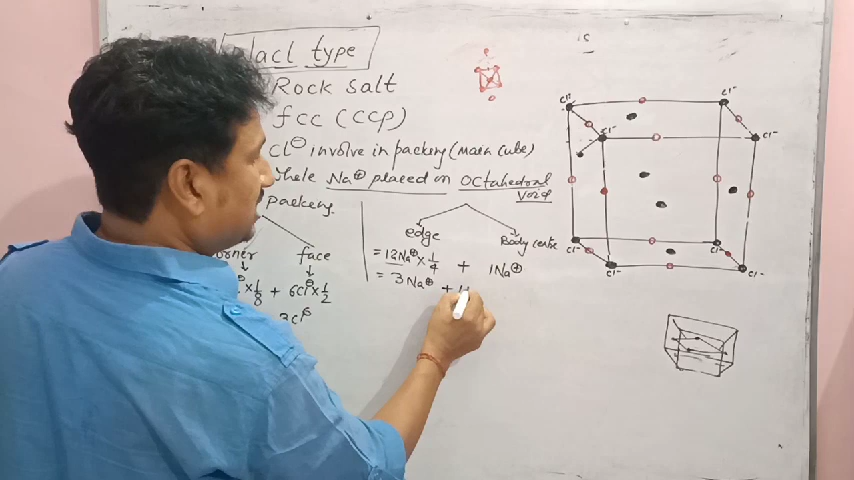 Nacl type
Rock Salt
fcc (CCP)
Cl⊖ involve in packing (main cube)
while Na⊕ placed on Octahedral
Void
Packing
corner face
×1/8 + 6Cl⊖×1/2
3Cl⊖
edge Body centre
= 12Na⊕×1/4 + 1Na⊕
= 3Na⊕ +
Cl⁻
Cl⁻
Cl⁻
Cl⁻
Cl⁻
Cl⁻
Cl⁻
Cl⁻